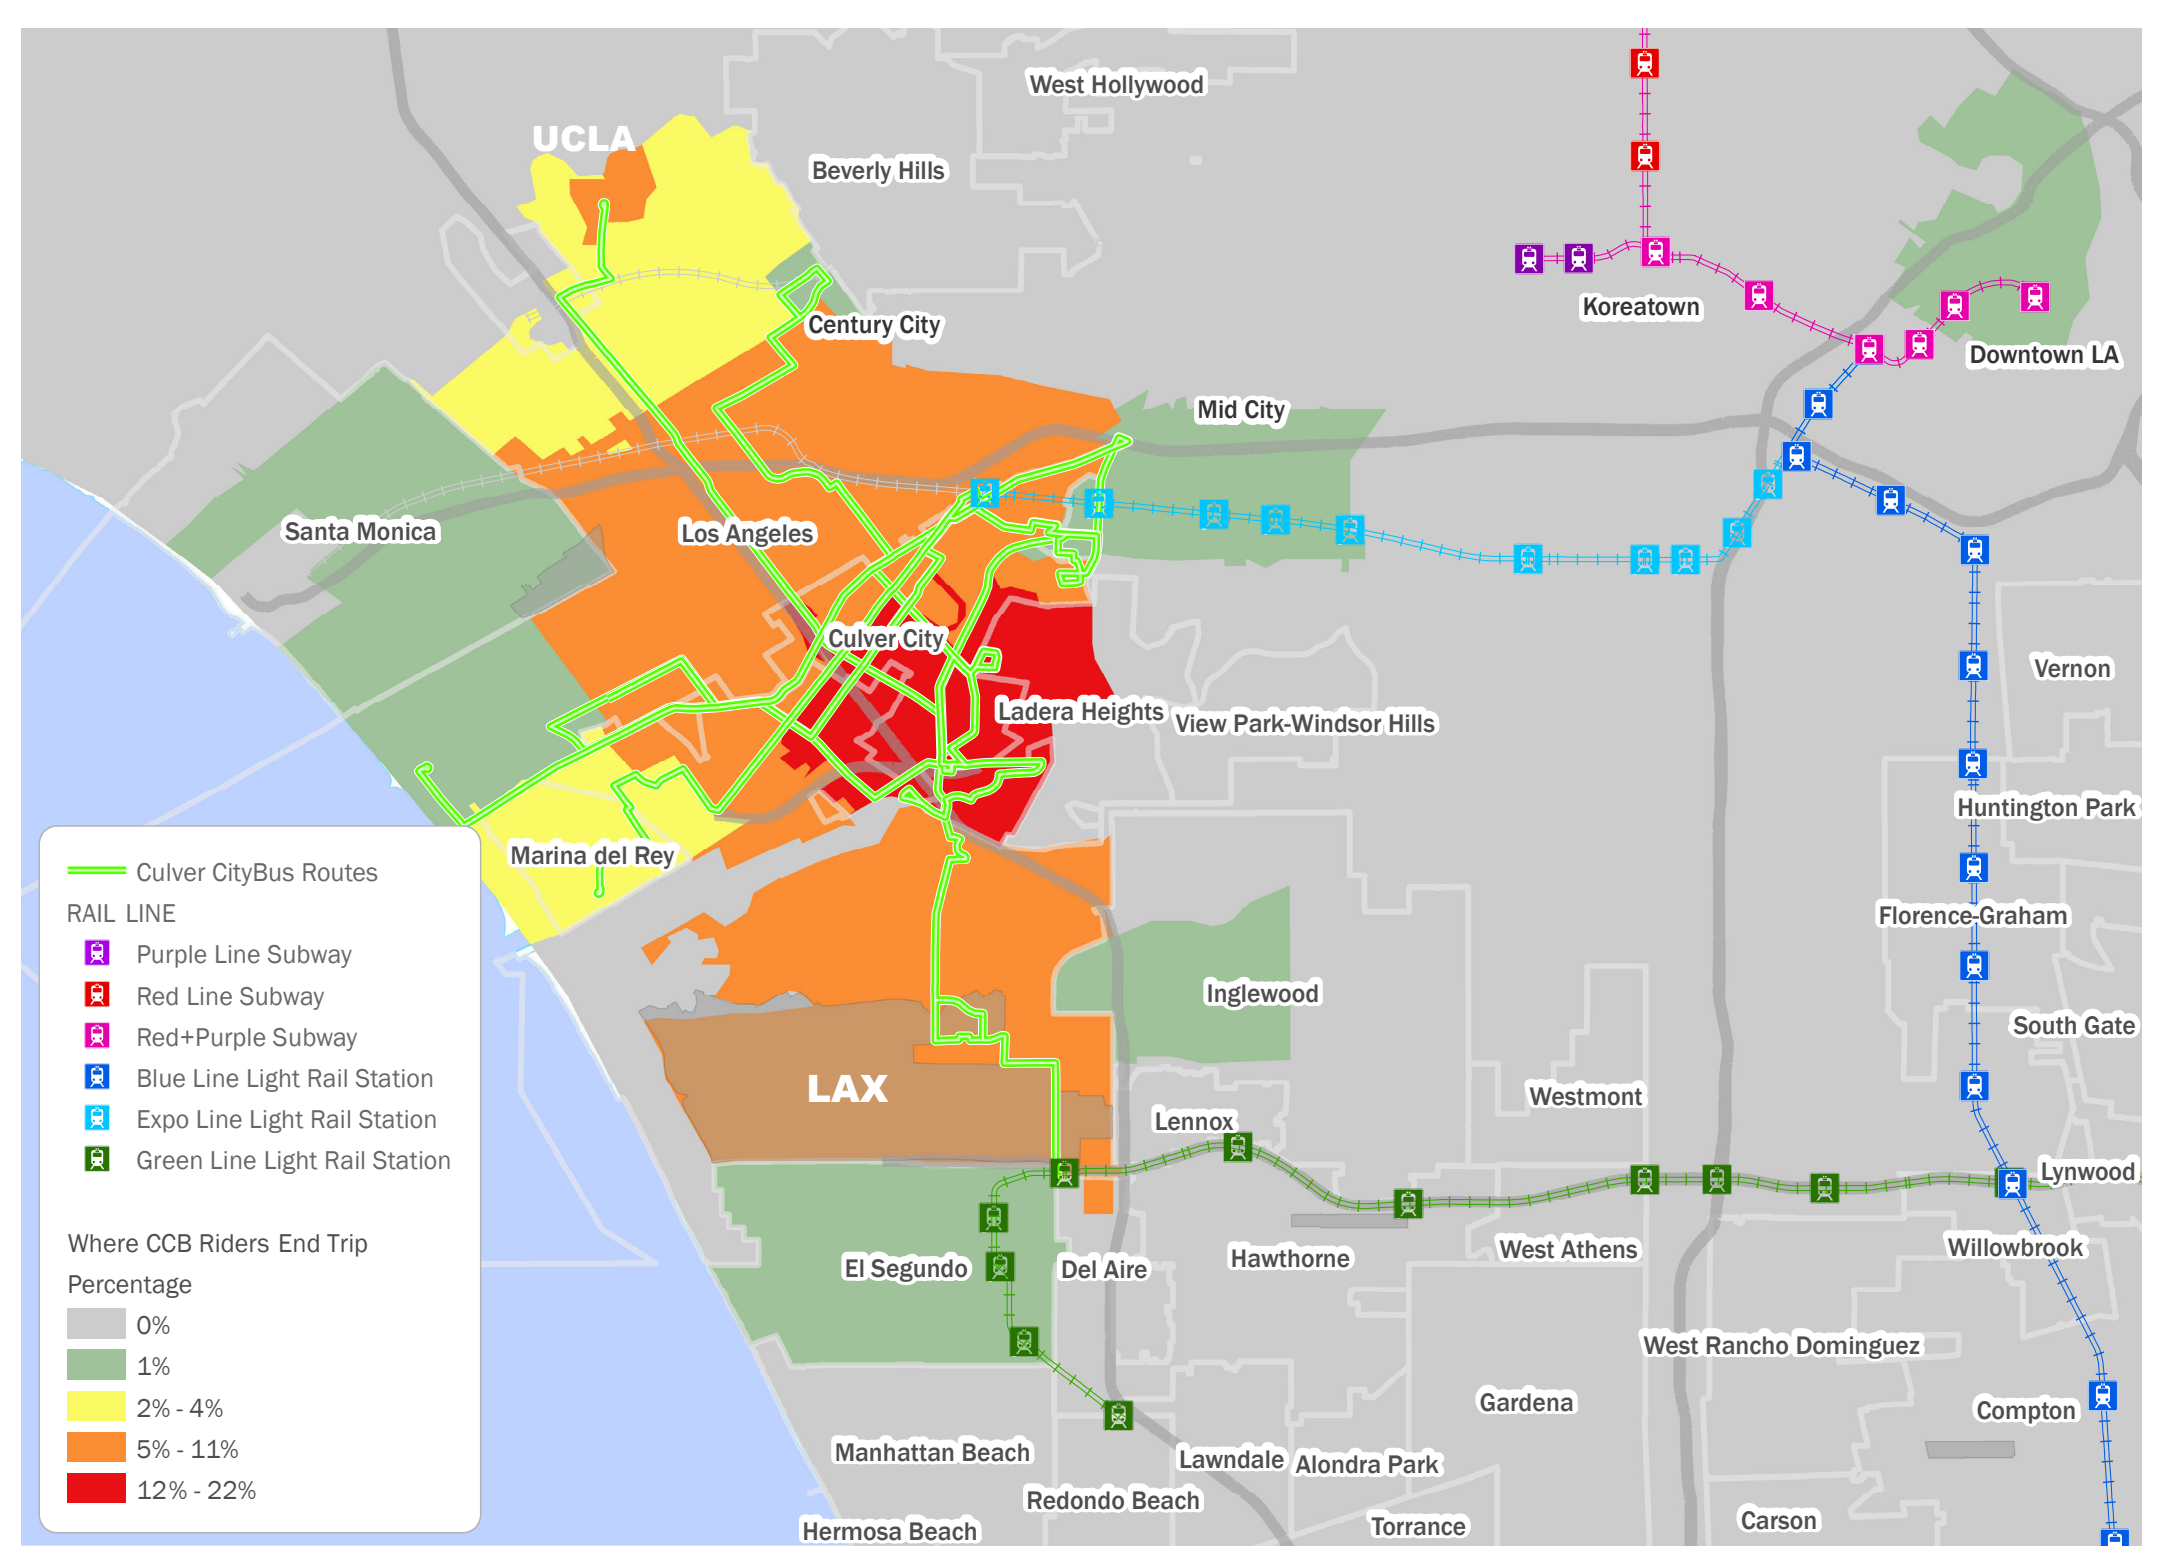 West Hollywood
UCLA
Beverly Hills
Koreatown
Century City
Downtown LA
Mid City
Santa Monica
Los Angeles
Culver City
Vernon
Ladera Heights
View Park-Windsor Hills
Huntington Park
Marina del Rey
Florence-Graham
Inglewood
South Gate
LAX
Westmont
Lennox
Lynwood
Willowbrook
West Athens
Hawthorne
El Segundo
Del Aire
West Rancho Dominguez
Gardena
Compton
Manhattan Beach
Lawndale
Alondra Park
Redondo Beach
Hermosa Beach
Torrance
Carson
Culver CityBus Routes
RAIL LINE
Purple Line Subway
Red Line Subway
Red+Purple Subway
Blue Line Light Rail Station
Expo Line Light Rail Station
Green Line Light Rail Station
Where CCB Riders End Trip
Percentage
0%
1%
2% - 4%
5% - 11%
12% - 22%